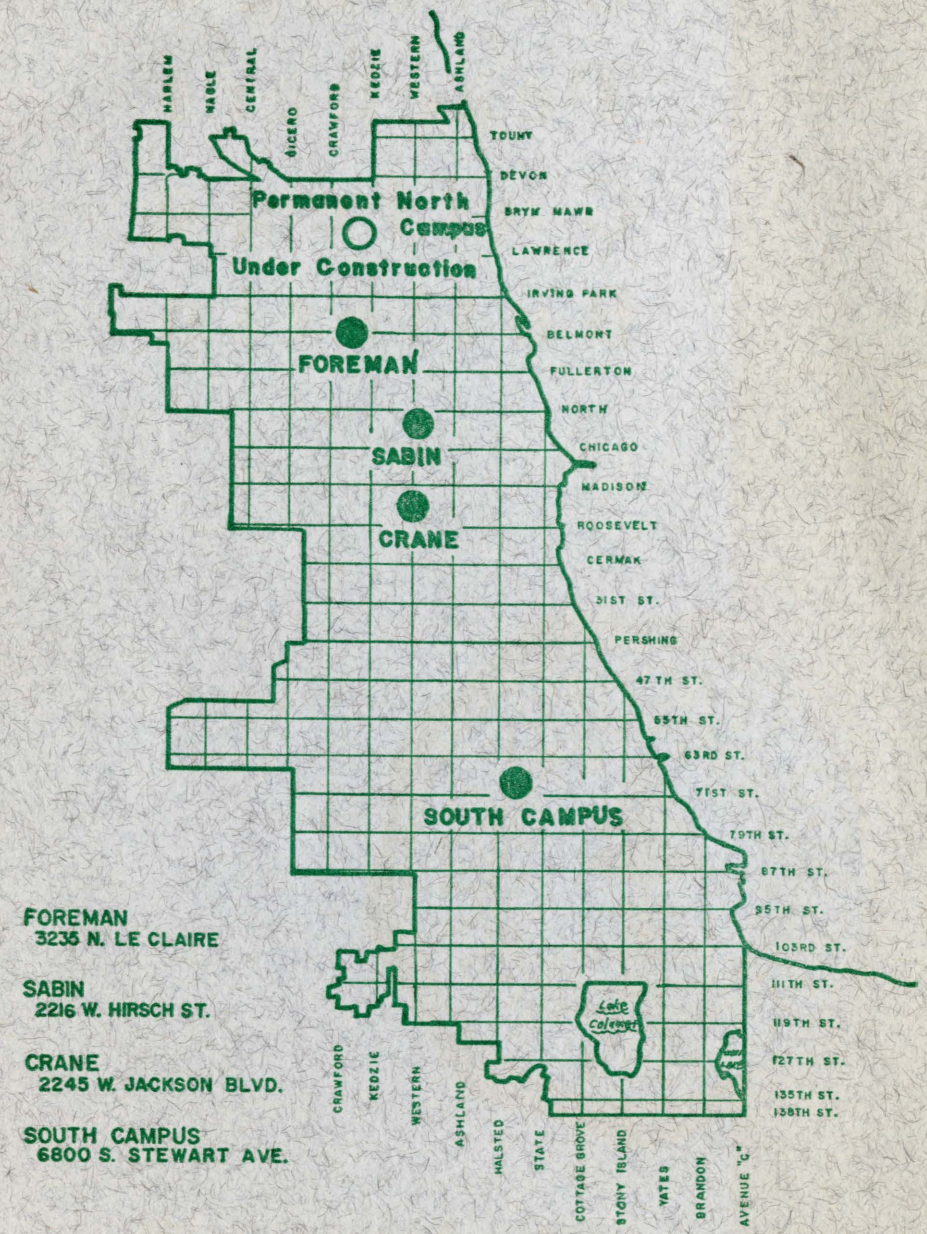 HARLEM
NAGLE
CENTRAL
CICERO
CRAWFORD
KEDZIE
WESTERN
ASHLAND
TOUHY
DEVON
BRYM MAWR
LAWRENCE
IRVING PARK
BELMONT
FULLERTON
NORTH
CHICAGO
MADISON
ROOSEVELT
CERMAK
31ST ST.
PERSHING
47TH ST.
55TH ST.
63RD ST.
71ST ST.
79TH ST.
87TH ST.
95TH ST.
103RD ST.
111TH ST.
119TH ST.
127TH ST.
135TH ST.
138TH ST.
Permanent North
Campus
Under Construction
FOREMAN
SABIN
CRANE
SOUTH CAMPUS
Lake
Calumet
FOREMAN
3235 N. LE CLAIRE
SABIN
2216 W. HIRSCH ST.
CRANE
2245 W. JACKSON BLVD.
SOUTH CAMPUS
6800 S. STEWART AVE.
CRAWFORD
KEDZIE
WESTERN
ASHLAND
HALSTED
STATE
COTTAGE GROVE
STONY ISLAND
YATES
BRANDON
AVENUE "C"